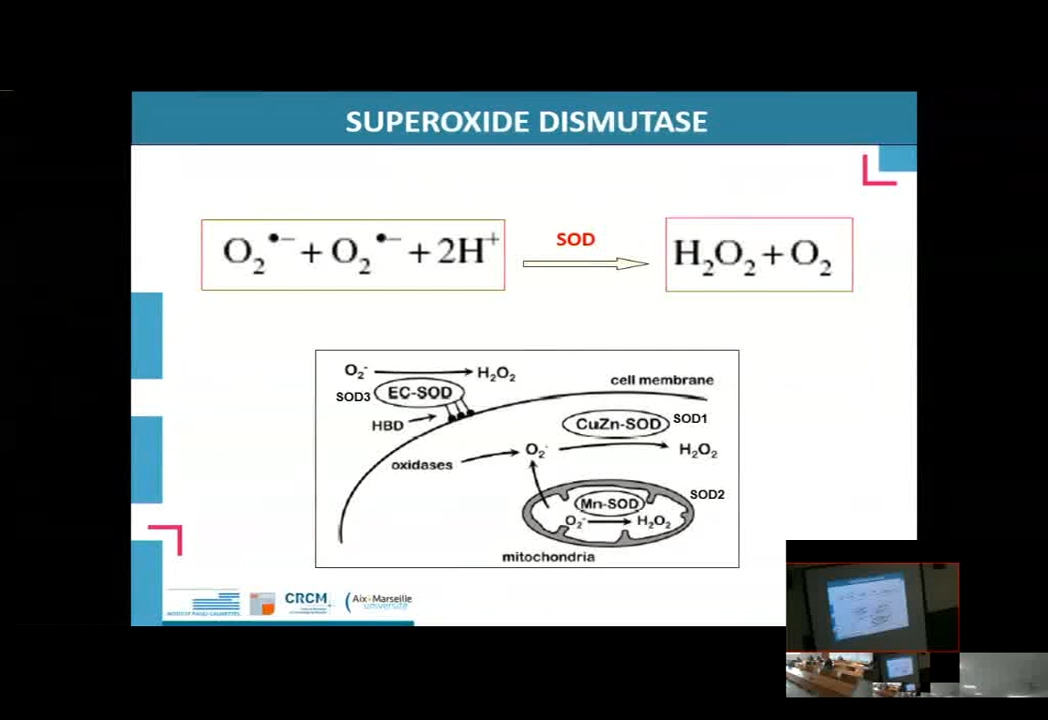 SUPEROXIDE DISMUTASE
O₂•− + O₂•− + 2H⁺
SOD
H₂O₂ + O₂
O₂⁻ H₂O₂
cell membrane
SOD3 EC-SOD
HBD
CuZn-SOD SOD1
oxidases O₂⁻ H₂O₂
SOD2
Mn-SOD
O₂⁻ H₂O₂
mitochondria
CRCM
(Aix*Marseille
université